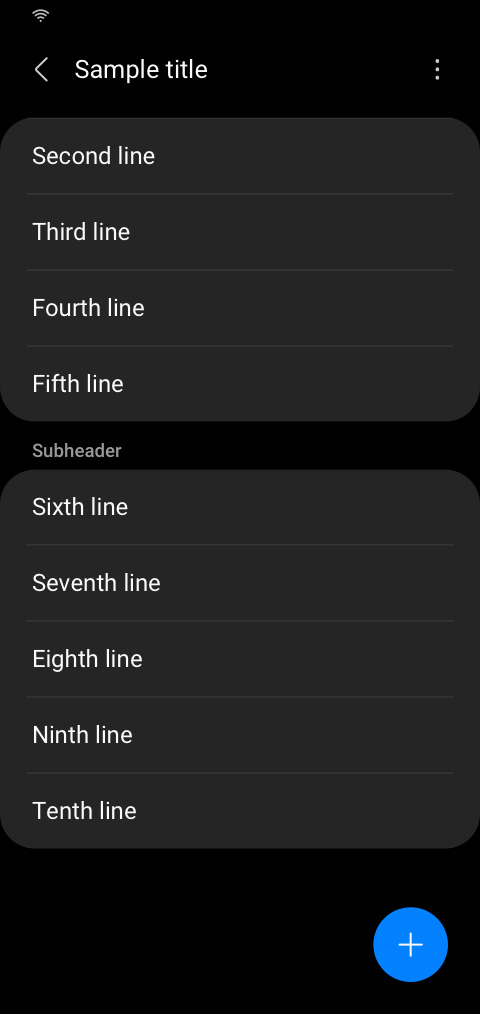 Sample title
Second line
Third line
Fourth line
Fifth line
Subheader
Sixth line
Seventh line
Eighth line
Ninth line
Tenth line